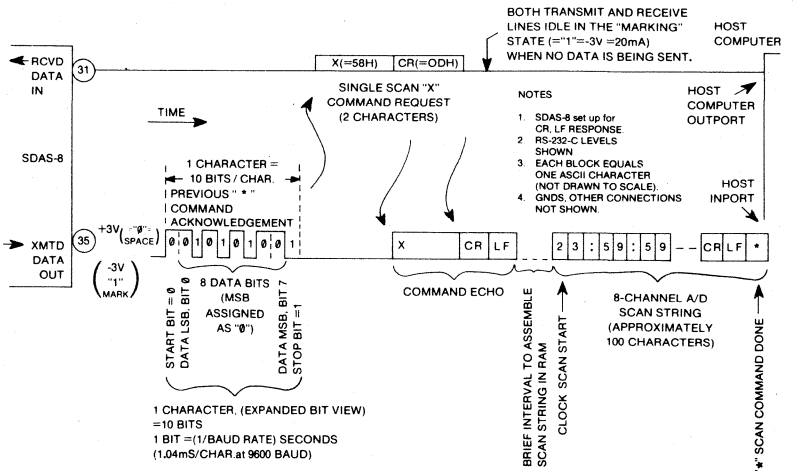 BOTH TRANSMIT AND RECEIVE
LINES IDLE IN THE "MARKING"
STATE (="1"=-3V =20mA)
WHEN NO DATA IS BEING SENT.
HOST
COMPUTER
RCVD
DATA
IN
31
X(=58H) CR(=ODH)
SINGLE SCAN "X"
COMMAND REQUEST
(2 CHARACTERS)
TIME
NOTES
1. SDAS-8 set up for
CR, LF RESPONSE.
2. RS-232-C LEVELS
SHOWN
3. EACH BLOCK EQUALS
ONE ASCII CHARACTER
(NOT DRAWN TO SCALE).
4. GNDS, OTHER CONNECTIONS
NOT SHOWN.
HOST
COMPUTER
OUTPORT
HOST
INPORT
SDAS-8
1 CHARACTER =
10 BITS / CHAR.
PREVIOUS " * "
COMMAND
ACKNOWLEDGEMENT
XMTD
DATA
OUT
35
+3V ("Ø"=
SPACE)
-3V
"1"
MARK
Ø Ø 1 Ø 1 Ø 1 Ø Ø 1
X CR LF
2 3 : 5 9 : 5 9 -- CR LF *
START BIT = Ø
DATA LSB, BIT Ø
8 DATA BITS
(MSB
ASSIGNED
AS "Ø")
DATA MSB, BIT 7
STOP BIT =1
COMMAND ECHO
BRIEF INTERVAL TO ASSEMBLE
SCAN STRING IN RAM
CLOCK SCAN START
8-CHANNEL A/D
SCAN STRING
(APPROXIMATELY
100 CHARACTERS)
"*" SCAN COMMAND DONE
1 CHARACTER, (EXPANDED BIT VIEW)
=10 BITS
1 BIT =(1/BAUD RATE) SECONDS
(1.04mS/CHAR.at 9600 BAUD)